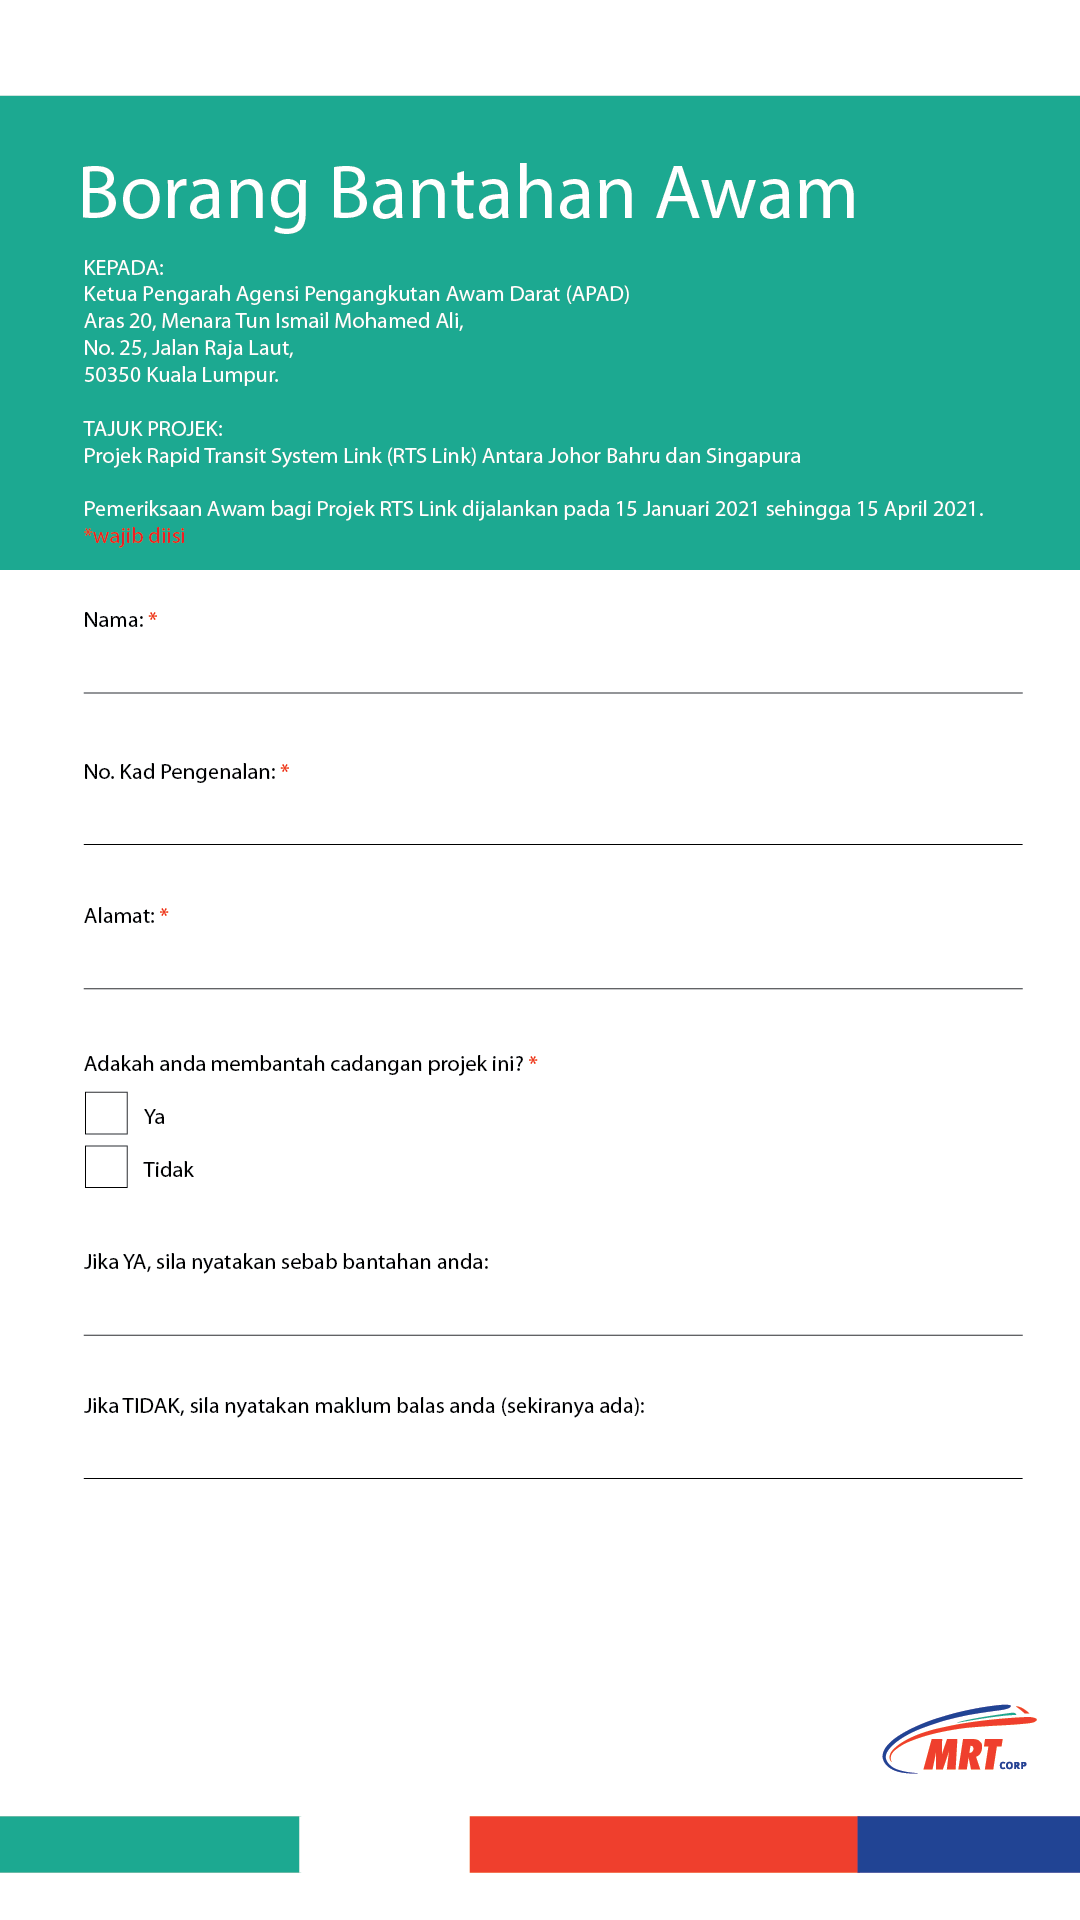 Borang Bantahan Awam
KEPADA:
Ketua Pengarah Agensi Pengangkutan Awam Darat (APAD)
Aras 20, Menara Tun Ismail Mohamed Ali,
No. 25, Jalan Raja Laut,
50350 Kuala Lumpur.
TAJUK PROJEK:
Projek Rapid Transit System Link (RTS Link) Antara Johor Bahru dan Singapura
Pemeriksaan Awam bagi Projek RTS Link dijalankan pada 15 Januari 2021 sehingga 15 April 2021.
*wajib diisi
Nama: *
No. Kad Pengenalan: *
Alamat: *
Adakah anda membantah cadangan projek ini? *
Ya
Tidak
Jika YA, sila nyatakan sebab bantahan anda:
Jika TIDAK, sila nyatakan maklum balas anda (sekiranya ada):
MRT CORP